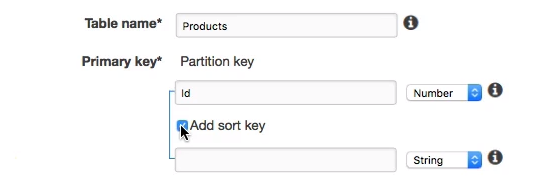 Table name* Products
Primary key* Partition key
Id Number
Add sort key
String